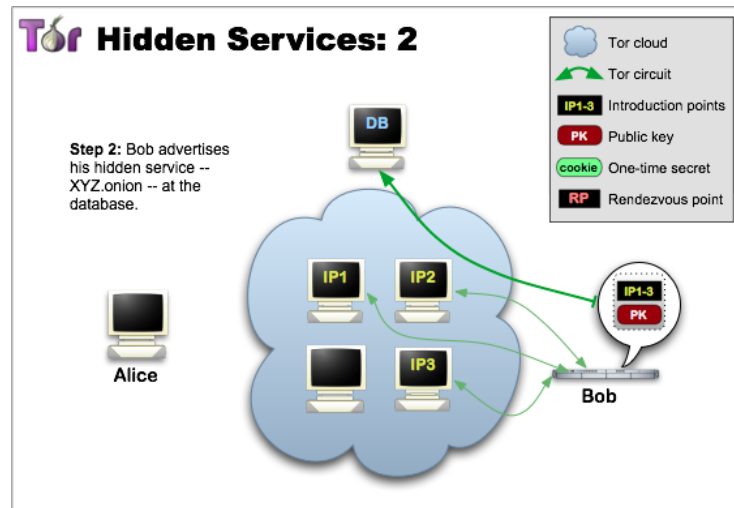 Tor Hidden Services: 2
Tor cloud
Tor circuit
IP1-3 Introduction points
PK Public key
cookie One-time secret
RP Rendezvous point
DB
Step 2: Bob advertises
his hidden service --
XYZ.onion -- at the
database.
IP1
IP2
IP1-3
PK
Alice
IP3
Bob